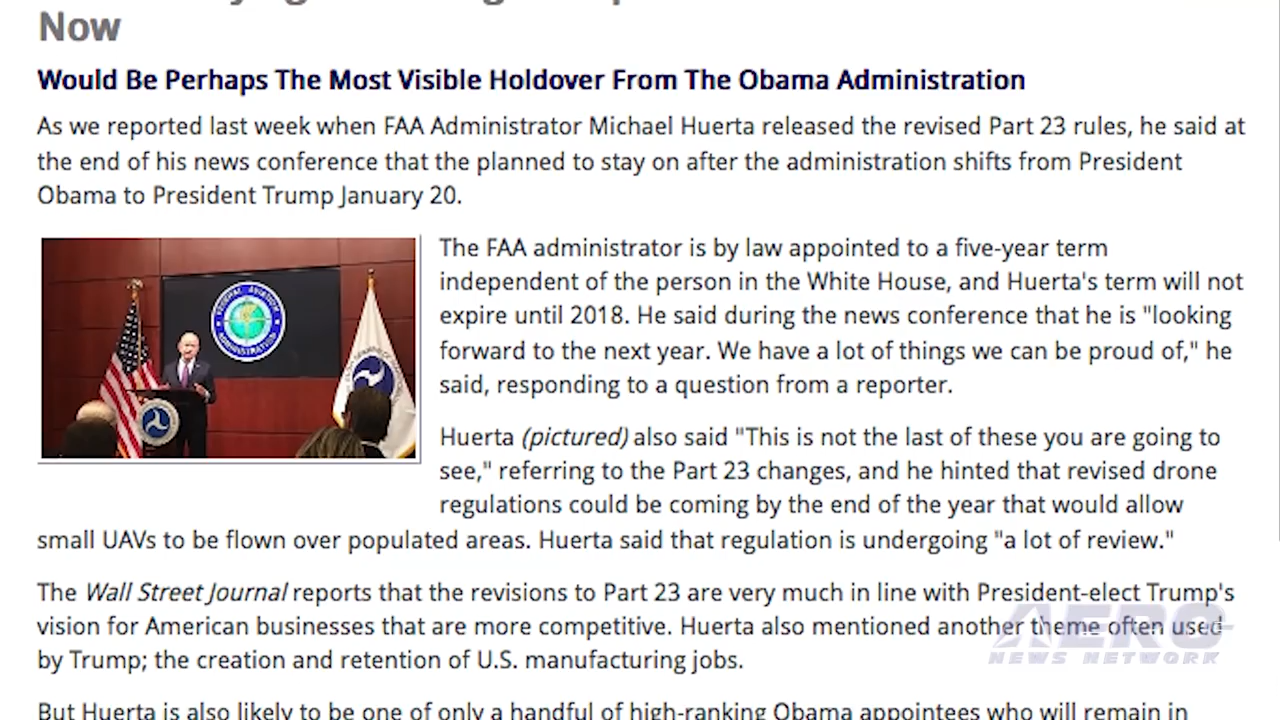 Now
Would Be Perhaps The Most Visible Holdover From The Obama Administration
As we reported last week when FAA Administrator Michael Huerta released the revised Part 23 rules, he said at
the end of his news conference that the planned to stay on after the administration shifts from President
Obama to President Trump January 20.
FEDERAL AVIATION
ADMINISTRATION
The FAA administrator is by law appointed to a five-year term
independent of the person in the White House, and Huerta's term will not
expire until 2018. He said during the news conference that he is "looking
forward to the next year. We have a lot of things we can be proud of," he
said, responding to a question from a reporter.
Huerta (pictured) also said "This is not the last of these you are going to
see," referring to the Part 23 changes, and he hinted that revised drone
regulations could be coming by the end of the year that would allow
small UAVs to be flown over populated areas. Huerta said that regulation is undergoing "a lot of review."
The Wall Street Journal reports that the revisions to Part 23 are very much in line with President-elect Trump's
vision for American businesses that are more competitive. Huerta also mentioned another theme often used
by Trump; the creation and retention of U.S. manufacturing jobs.
AERO
NEWS NETWORK
But Huerta is also likely to be one of only a handful of high-ranking Obama appointees who will remain in